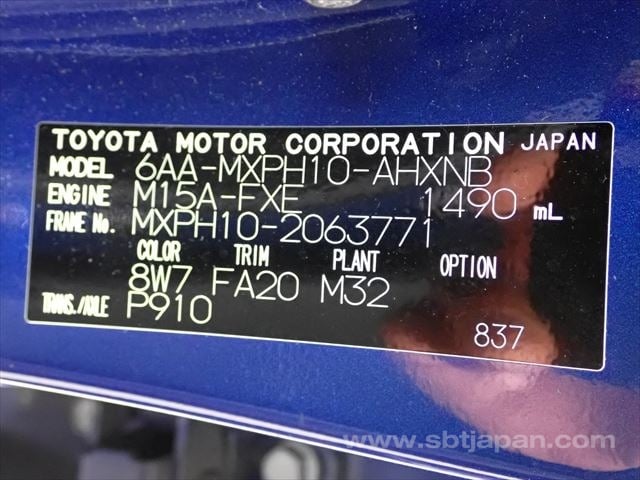 TOYOTA MOTOR CORPORATION JAPAN
MODEL 6AA-MXPH10-AHXNB
ENGINE M15A-FXE 1490 mL
FRAME No. MXPH10-2063771
COLOR TRIM PLANT OPTION
8W7 FA20 M32
TRANS./AXLE P910
837
www.sbtjapan.com